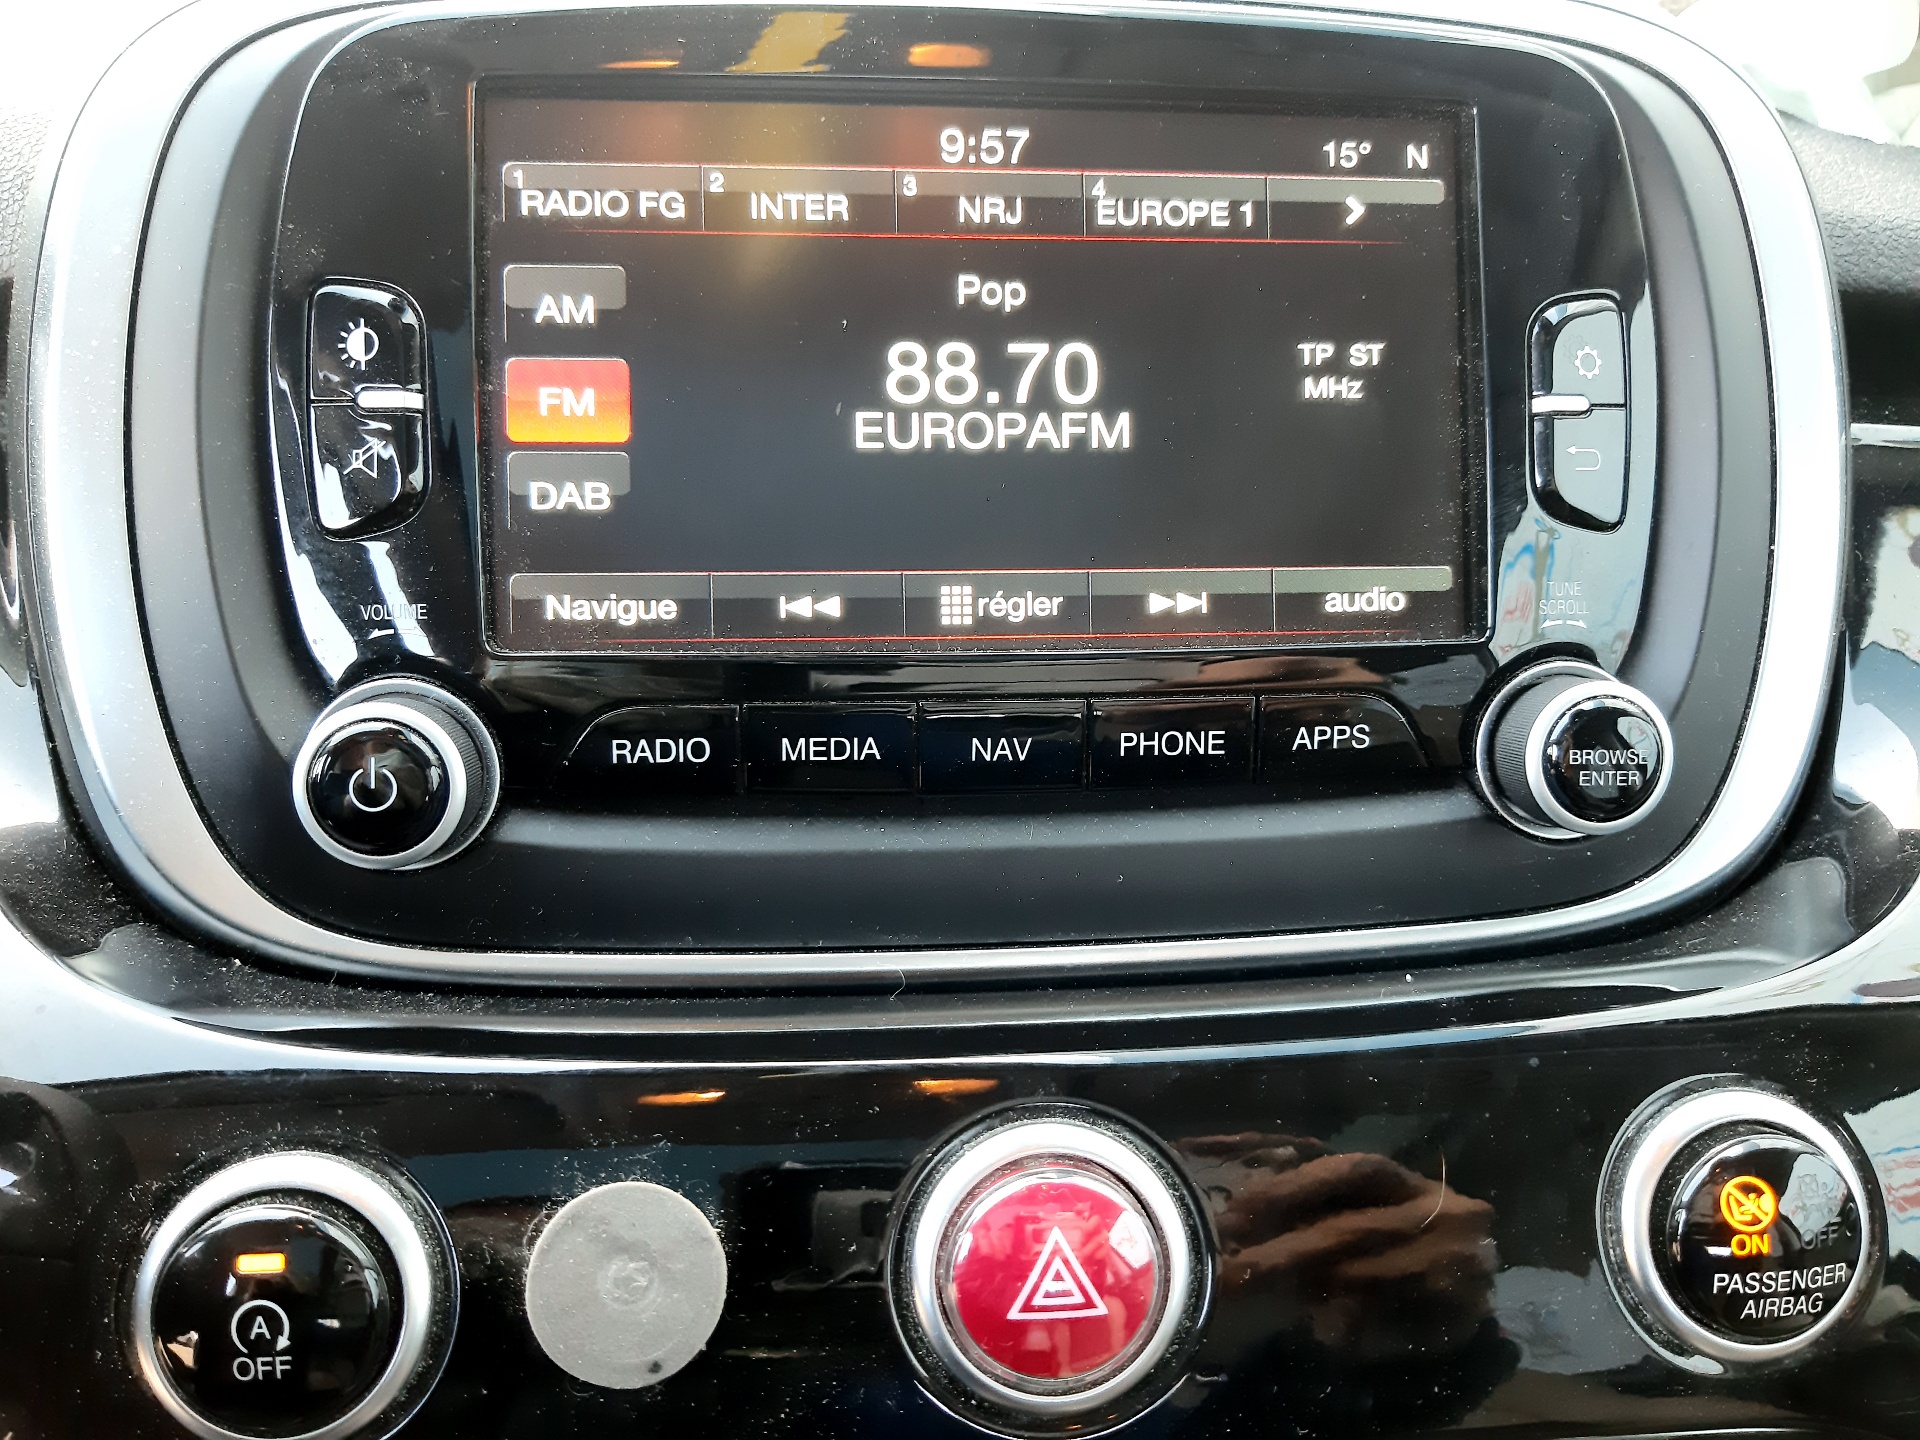 9:57
15° N
1 RADIO FG 2 INTER 3 NRJ 4 EUROPE 1
AM
FM
DAB
Pop
88.70
EUROPAFM
TP ST
MHz
Navigue régler audio
VOLUME
TUNE
SCROLL
RADIO MEDIA NAV PHONE APPS
BROWSE
ENTER
A
OFF
ON OFF
PASSENGER
AIRBAG